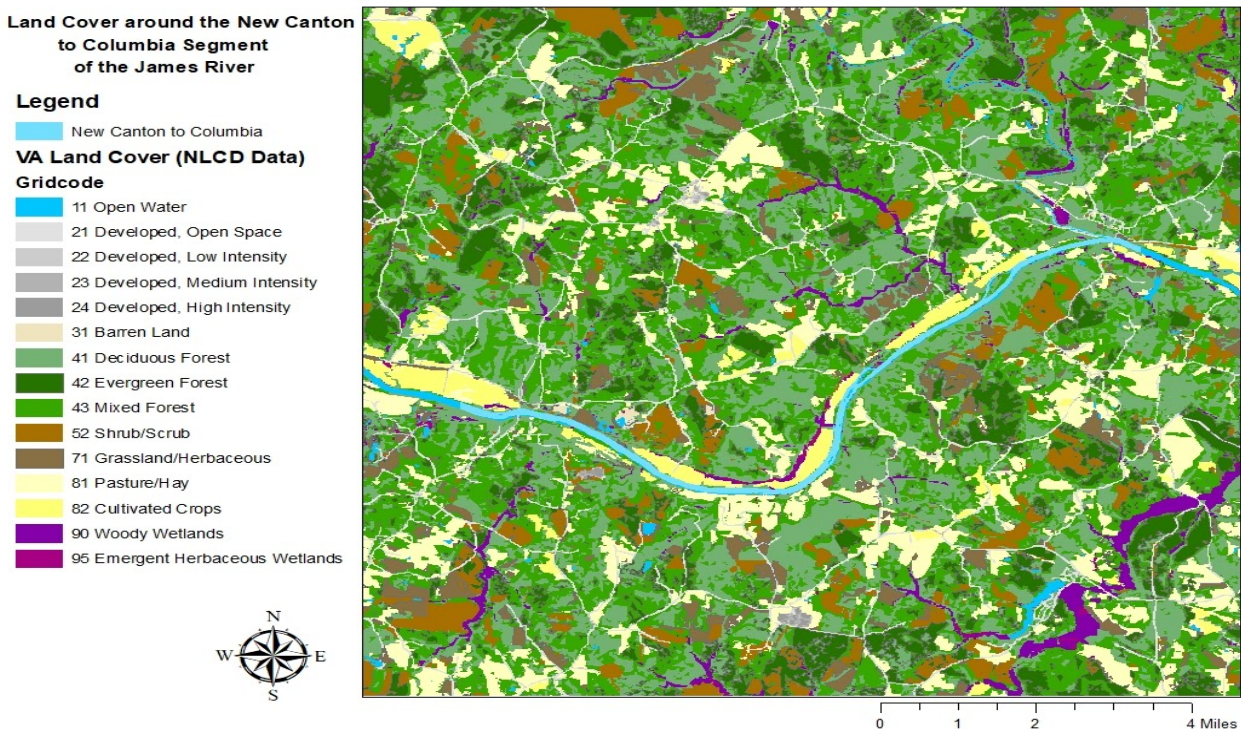 Land Cover around the New Canton
to Columbia Segment
of the James River
Legend
New Canton to Columbia
VA Land Cover (NLCD Data)
Gridcode
11 Open Water
21 Developed, Open Space
22 Developed, Low Intensity
23 Developed, Medium Intensity
24 Developed, High Intensity
31 Barren Land
41 Deciduous Forest
42 Evergreen Forest
43 Mixed Forest
52 Shrub/Scrub
71 Grassland/Herbaceous
81 Pasture/Hay
82 Cultivated Crops
90 Woody Wetlands
95 Emergent Herbaceous Wetlands
N
W E
S
0 1 2 4 Miles